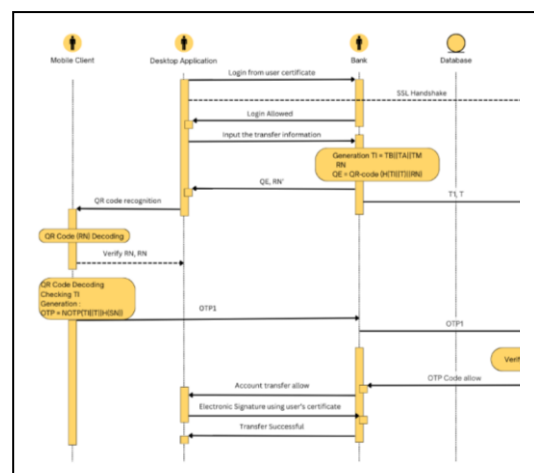 Mobile Client
Desktop Application
Bank
Database
Login from user certificate
SSL Handshake
Login Allowed
Input the transfer information
Generation TI = TB||TA||TM
RN
QE = QR-code (H(TI)||T||RN)
QE, RN'
QR code recognition
T1, T
QR Code (RN) Decoding
Verify RN, RN
QR Code Decoding
Checking TI
Generation :
OTP = NOTP(TI||T||H(SN))
OTP1
OTP1
Verif
OTP Code allow
Account transfer allow
Electronic Signature using user's certificate
Transfer Successful